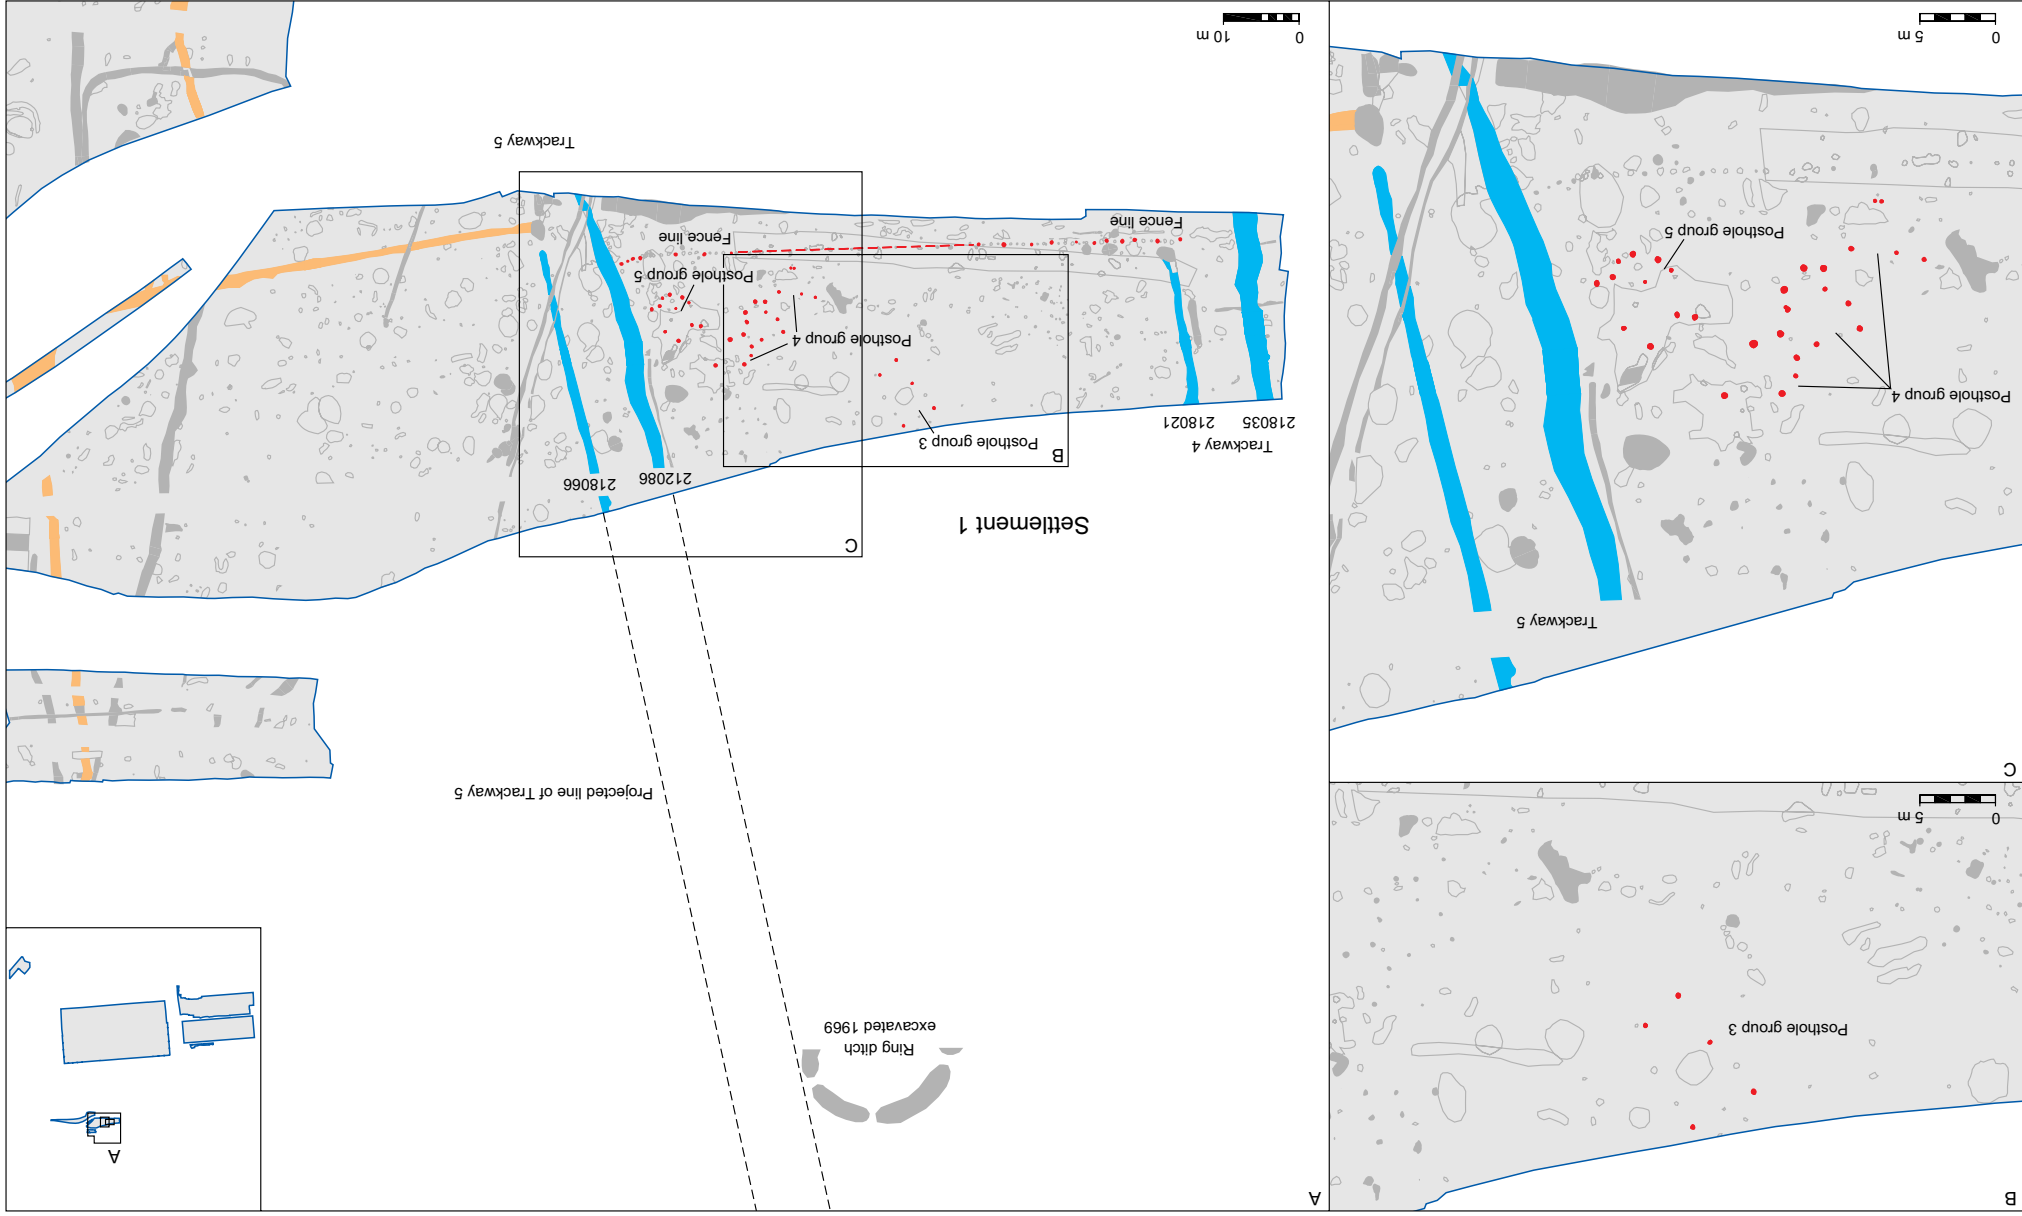 B
Posthole group 3
0
5 m
C
Trackway 5
Posthole group 4
Posthole group 5
0
5 m
A
Ring ditch
excavated 1969
Projected line of Trackway 5
Settlement 1
C
B
Trackway 4
218035
218021
Posthole group 3
212086
218066
Posthole group 4
Posthole group 5
Fence line
Fence line
Trackway 5
0
10 m
A